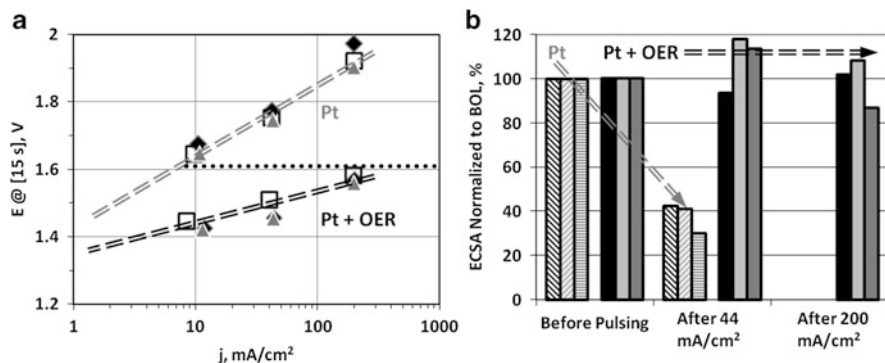 a
2
1.8
1.6
1.4
1.2
E @ [15 s], V
Pt
Pt + OER
1
10
100
1000
j, mA/cm²
b
120
100
80
60
40
20
0
ECSA Normalized to BOL, %
Pt
Pt + OER
Before Pulsing
After 44
mA/cm²
After 200
mA/cm²